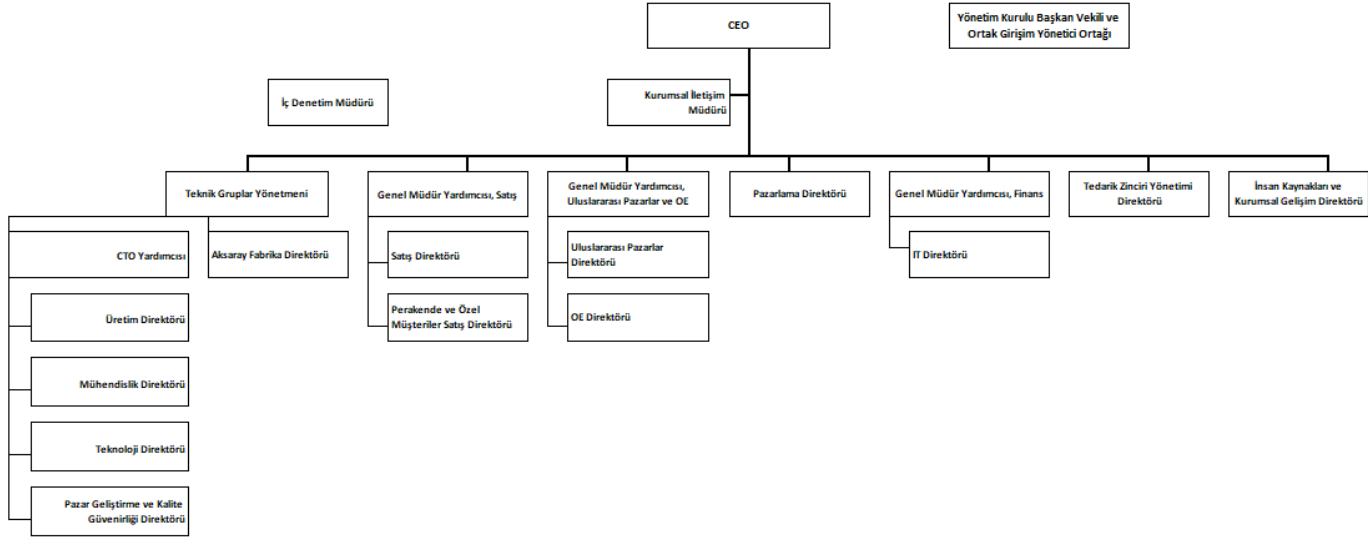 CEO
Yönetim Kurulu Başkan Vekili ve
Ortak Girişim Yönetici Ortağı
İç Denetim Müdürü
Kurumsal İletişim
Müdürü
Teknik Gruplar Yönetmeni
Genel Müdür Yardımcısı, Satış
Genel Müdür Yardımcısı,
Uluslararası Pazarlar ve OE
Pazarlama Direktörü
Genel Müdür Yardımcısı, Finans
Tedarik Zinciri Yönetimi
Direktörü
İnsan Kaynakları ve
Kurumsal Gelişim Direktörü
CTO Yardımcısı
Aksaray Fabrika Direktörü
Satış Direktörü
Uluslararası Pazarlar
Direktörü
IT Direktörü
Üretim Direktörü
Perakende ve Özel
Müşteriler Satış Direktörü
OE Direktörü
Mühendislik Direktörü
Teknoloji Direktörü
Pazar Geliştirme ve Kalite
Güvenirliği Direktörü